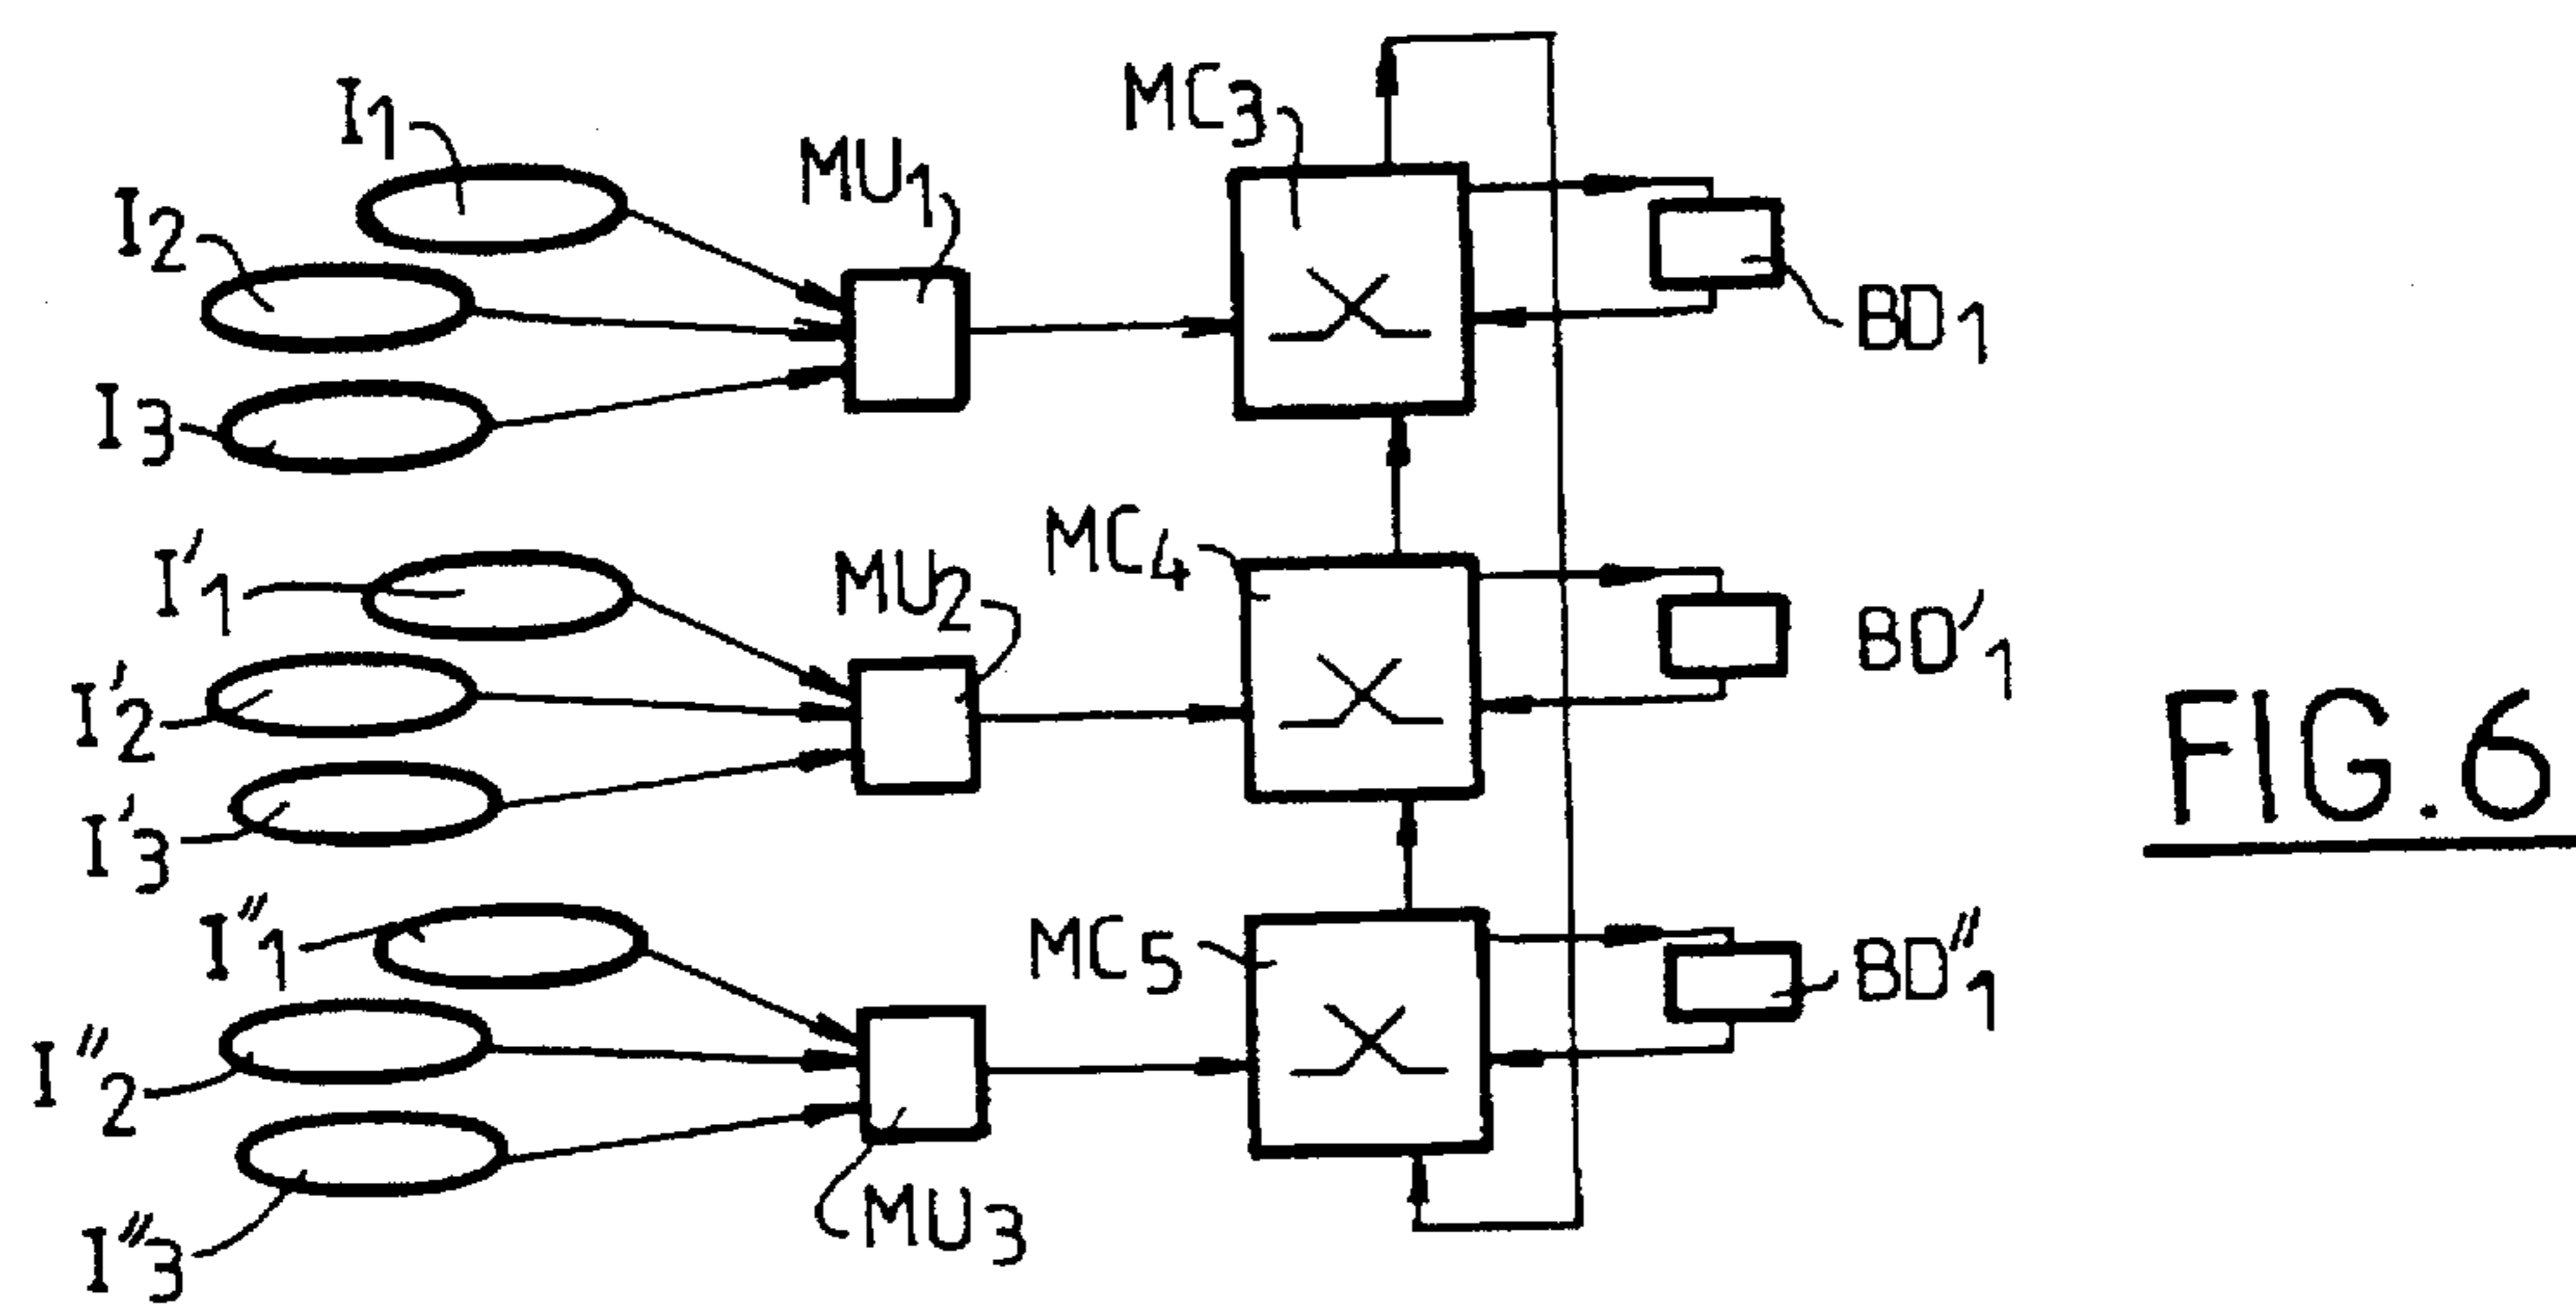 I1
I2
I3
MU1
MC3
BD1
I'1
I'2
I'3
MU2
MC4
BD'1
I"1
I"2
I"3
MU3
MC5
BD"1
FIG.6